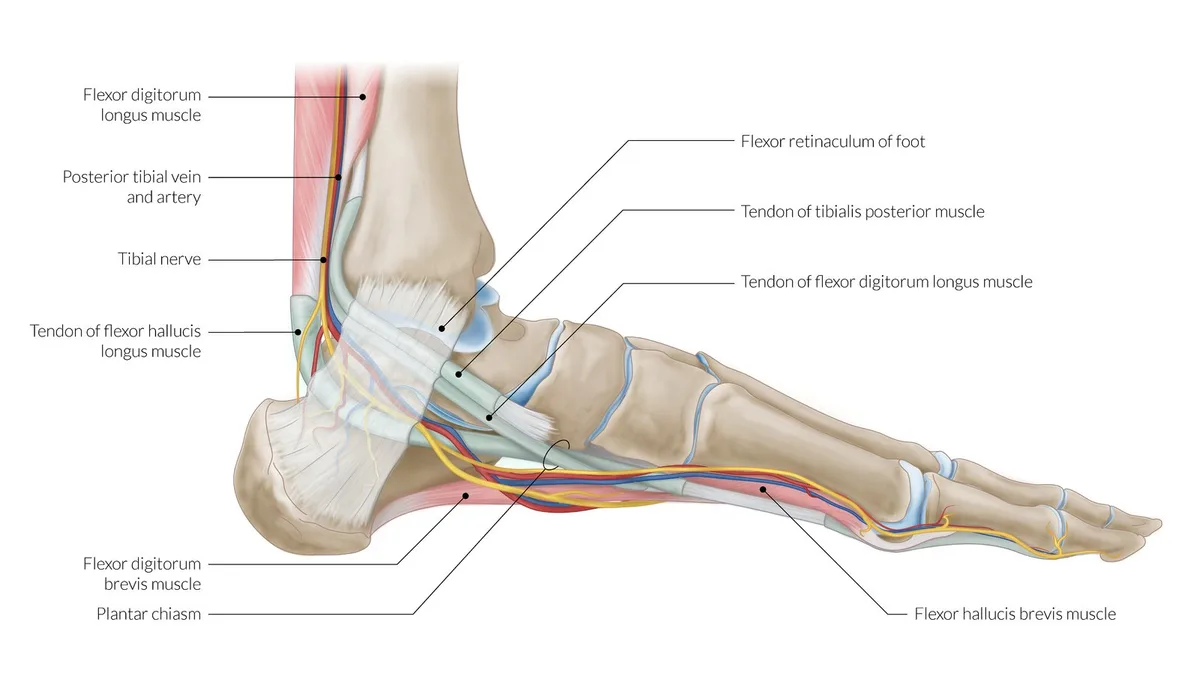 Flexor digitorum
longus muscle
Posterior tibial vein
and artery
Tibial nerve
Tendon of flexor hallucis
longus muscle
Flexor digitorum
brevis muscle
Plantar chiasm
Flexor retinaculum of foot
Tendon of tibialis posterior muscle
Tendon of flexor digitorum longus muscle
Flexor hallucis brevis muscle